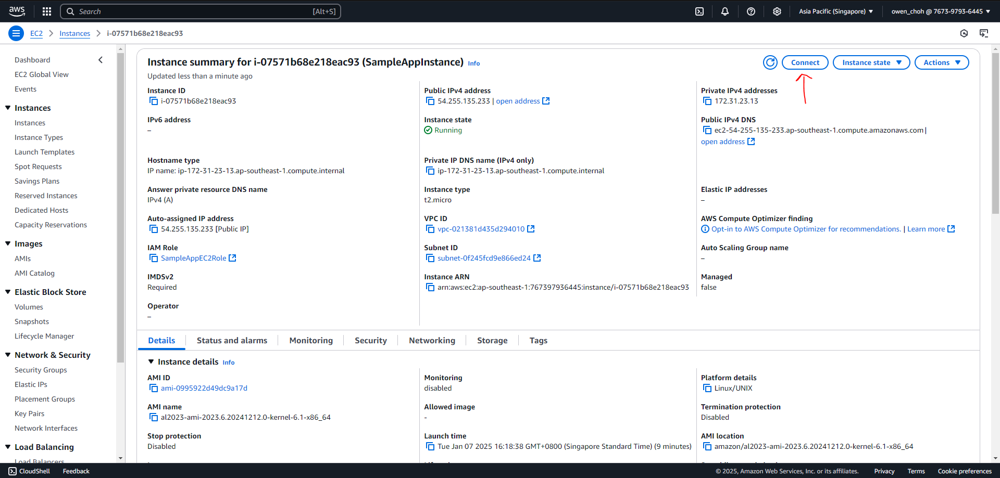 aws
Search
[Alt+S]
Asia Pacific (Singapore)
owen_choh @ 7673-9793-6445
EC2
Instances
i-07571b68e218eac93
Dashboard
EC2 Global View
Events
Instances
Instances
Instance Types
Launch Templates
Spot Requests
Savings Plans
Reserved Instances
Dedicated Hosts
Capacity Reservations
Images
AMIs
AMI Catalog
Elastic Block Store
Volumes
Snapshots
Lifecycle Manager
Network & Security
Security Groups
Elastic IPs
Placement Groups
Key Pairs
Network Interfaces
Load Balancing
Load Balancers
Instance summary for i-07571b68e218eac93 (SampleAppInstance) Info
Updated less than a minute ago
Connect
Instance state
Actions
Instance ID
i-07571b68e218eac93
Public IPv4 address
54.255.135.233 | open address
Private IPv4 addresses
172.31.23.13
IPv6 address
–
Instance state
Running
Public IPv4 DNS
ec2-54-255-135-233.ap-southeast-1.compute.amazonaws.com |
open address
Hostname type
IP name: ip-172-31-23-13.ap-southeast-1.compute.internal
Private IP DNS name (IPv4 only)
ip-172-31-23-13.ap-southeast-1.compute.internal
Answer private resource DNS name
IPv4 (A)
Instance type
t2.micro
Elastic IP addresses
–
Auto-assigned IP address
54.255.135.233 [Public IP]
VPC ID
vpc-021381d435d294010
AWS Compute Optimizer finding
Opt-in to AWS Compute Optimizer for recommendations. | Learn more
IAM Role
SampleAppEC2Role
Subnet ID
subnet-0f245fcd9e866ed24
Auto Scaling Group name
–
IMDSv2
Required
Instance ARN
arn:aws:ec2:ap-southeast-1:767397936445:instance/i-07571b68e218eac93
Managed
false
Operator
–
Details
Status and alarms
Monitoring
Security
Networking
Storage
Tags
Instance details Info
AMI ID
ami-0995922d49dc9a17d
Monitoring
disabled
Platform details
Linux/UNIX
AMI name
al2023-ami-2023.6.20241212.0-kernel-6.1-x86_64
Allowed image
-
Termination protection
Disabled
Stop protection
Disabled
Launch time
Tue Jan 07 2025 16:18:38 GMT+0800 (Singapore Standard Time) (9 minutes)
AMI location
amazon/al2023-ami-2023.6.20241212.0-kernel-6.1-x86_64
CloudShell
Feedback
© 2025, Amazon Web Services, Inc. or its affiliates.
Privacy
Terms
Cookie preferences